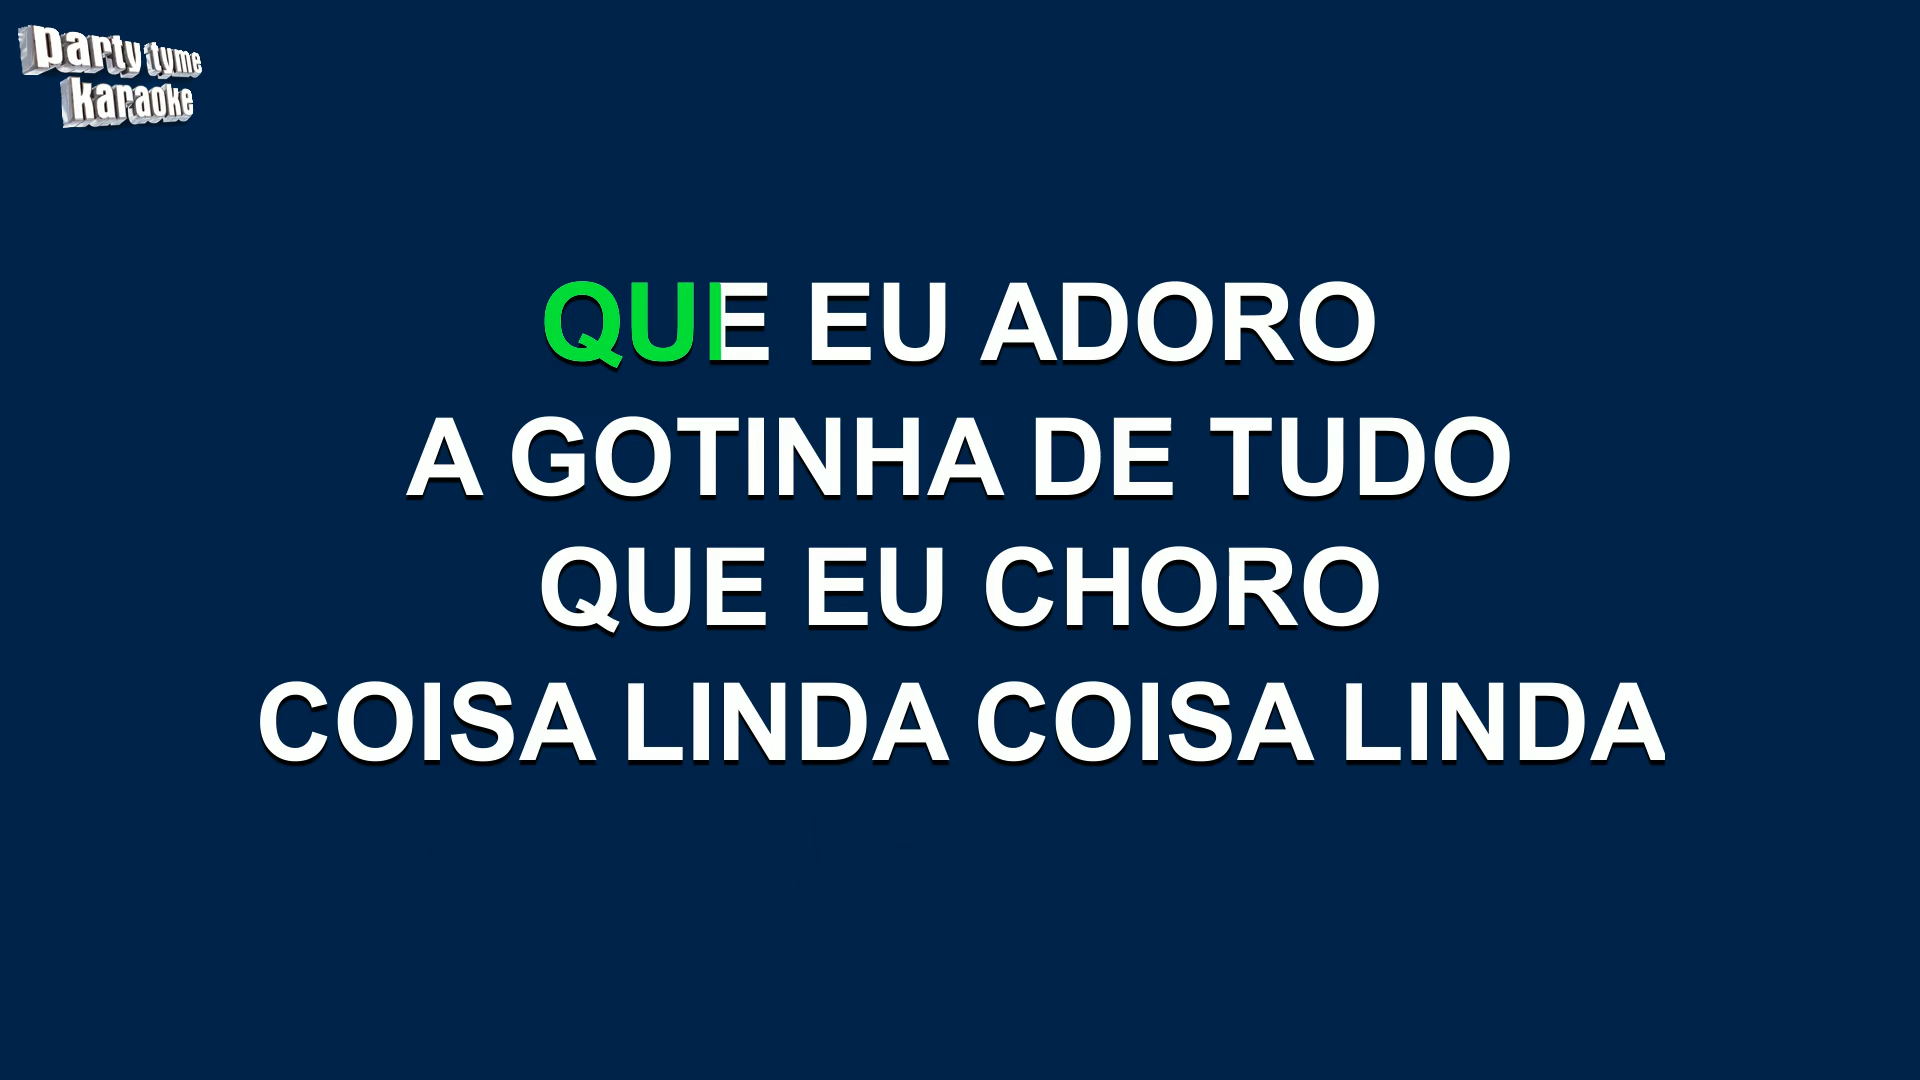 party tyme
karaoke
QUE EU ADORO
A GOTINHA DE TUDO
QUE EU CHORO
COISA LINDA COISA LINDA